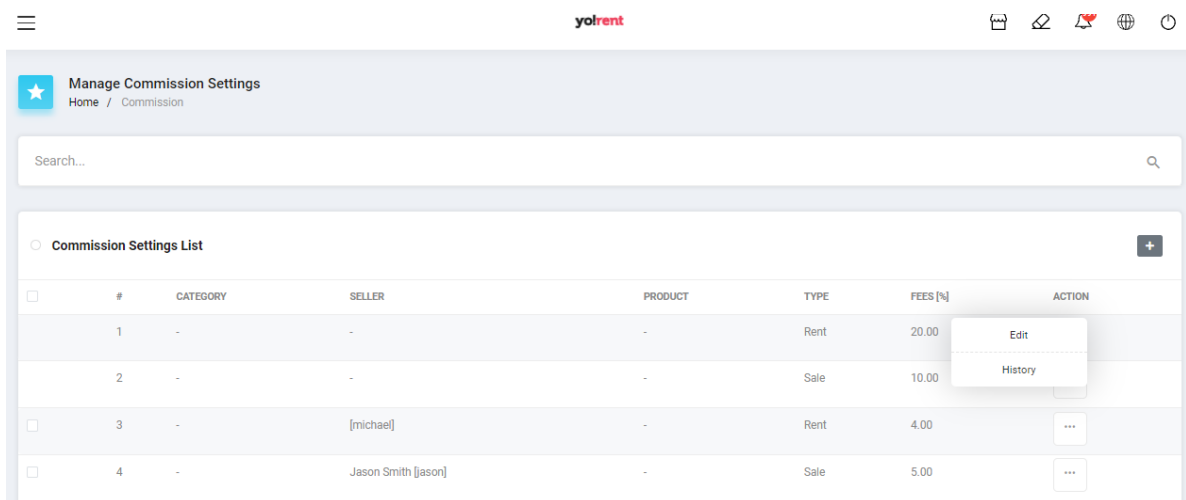 yo!rent
Manage Commission Settings
Home / Commission
Search...
Commission Settings List
# CATEGORY SELLER PRODUCT TYPE FEES [%] ACTION
1 - - - Rent 20.00
Edit
2 - - - Sale 10.00
History
3 - [michael] - Rent 4.00 ...
4 - Jason Smith [jason] - Sale 5.00 ...